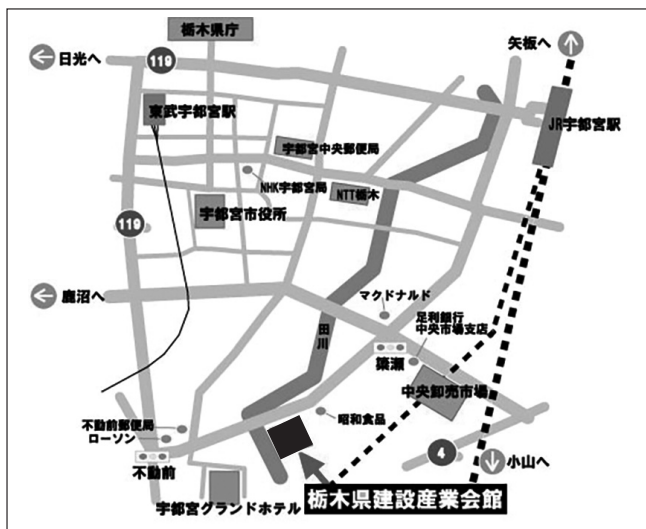 栃木県庁
矢板へ
日光へ
119
東武宇都宮駅
JR宇都宮駅
宇都宮中央郵便局
NHK宇都宮局
NTT栃木
宇都宮市役所
119
鹿沼へ
マクドナルド
田川
足利銀行
中央市場支店
簗瀬
中央卸売市場
昭和食品
不動前郵便局
ローソン
不動前
4
小山へ
宇都宮グランドホテル
栃木県建設産業会館